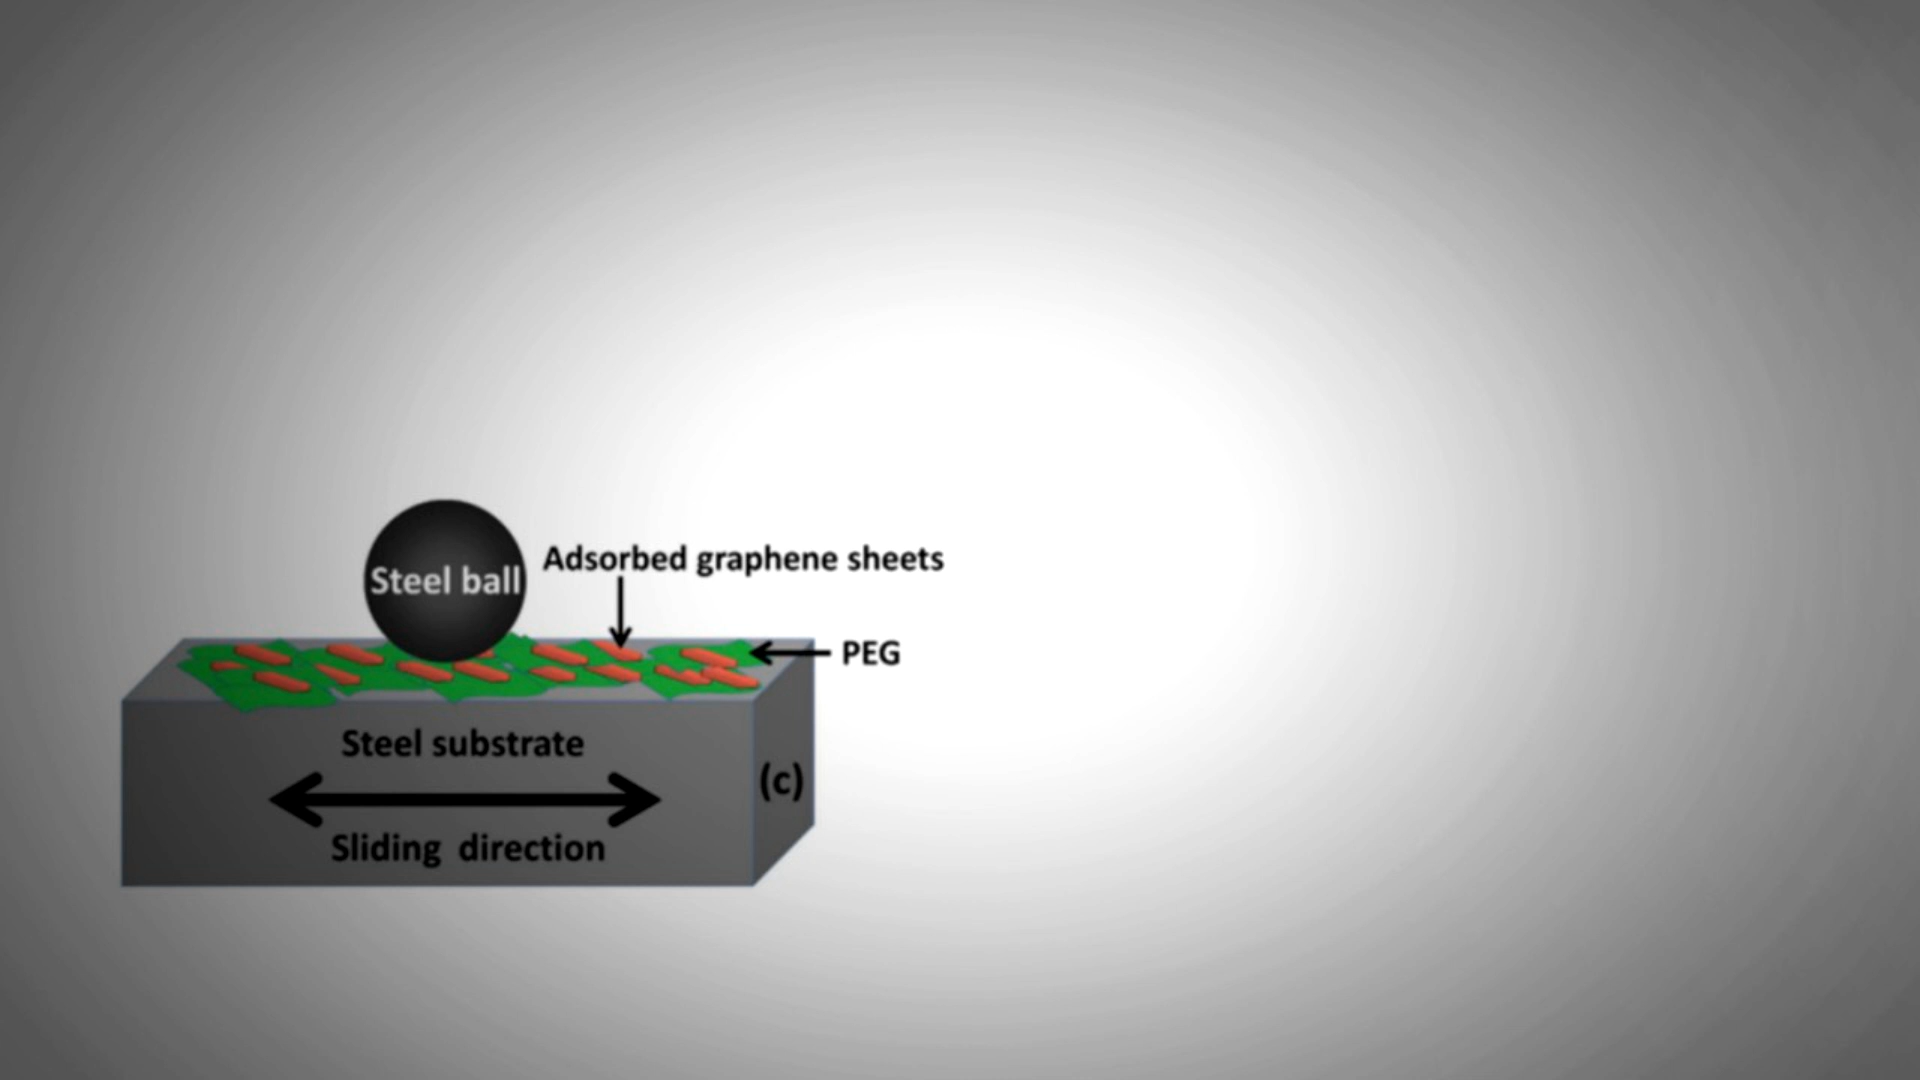 Steel ball
Adsorbed graphene sheets
PEG
Steel substrate
(c)
Sliding direction